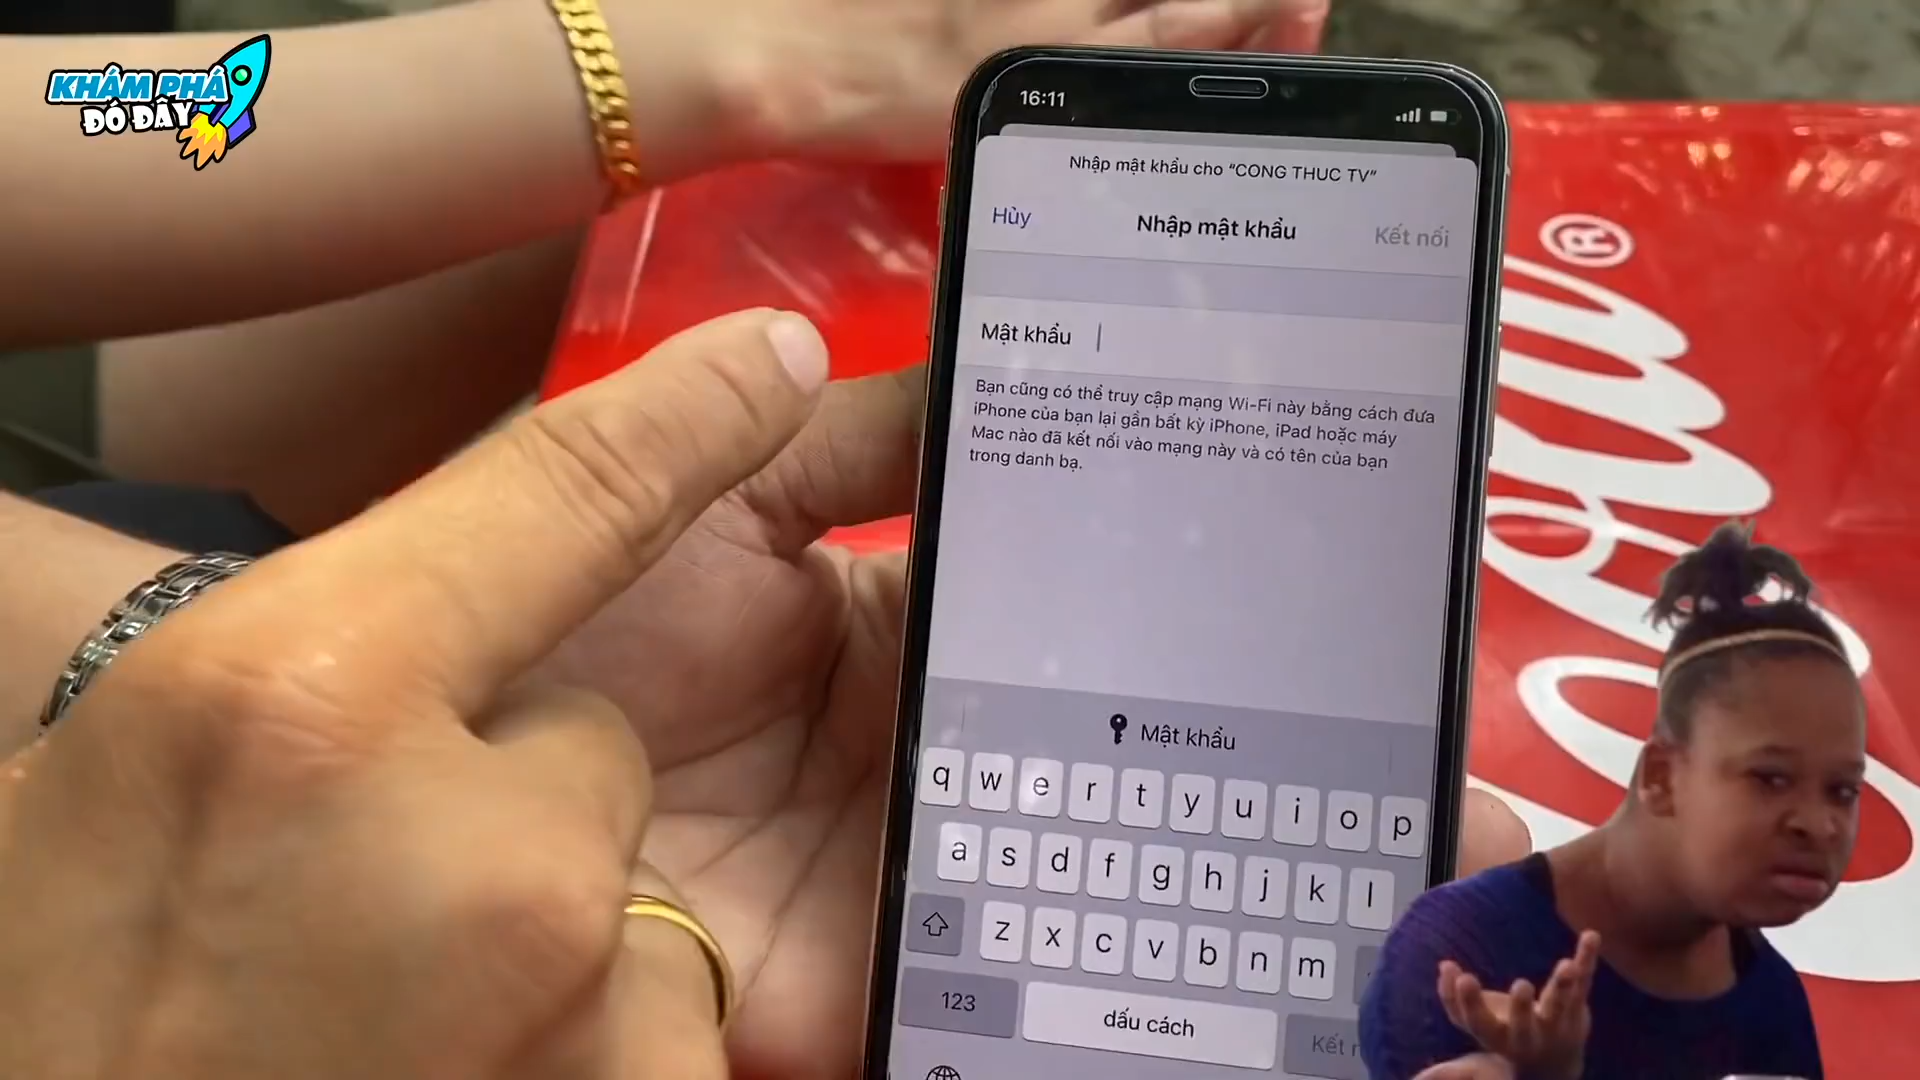 KHÁM PHÁ
ĐÓ ĐÂY
16:11
Nhập mật khẩu cho “CONG THUC TV”
Hủy
Nhập mật khẩu
Kết nối
Mật khẩu
Bạn cũng có thể truy cập mạng Wi-Fi này bằng cách đưa
iPhone của bạn lại gần bất kỳ iPhone, iPad hoặc máy
Mac nào đã kết nối vào mạng này và có tên của bạn
trong danh bạ.
Mật khẩu
q w e r t y u i o p
a s d f g h j k l
z x c v b n m
123
dấu cách
Kết
®